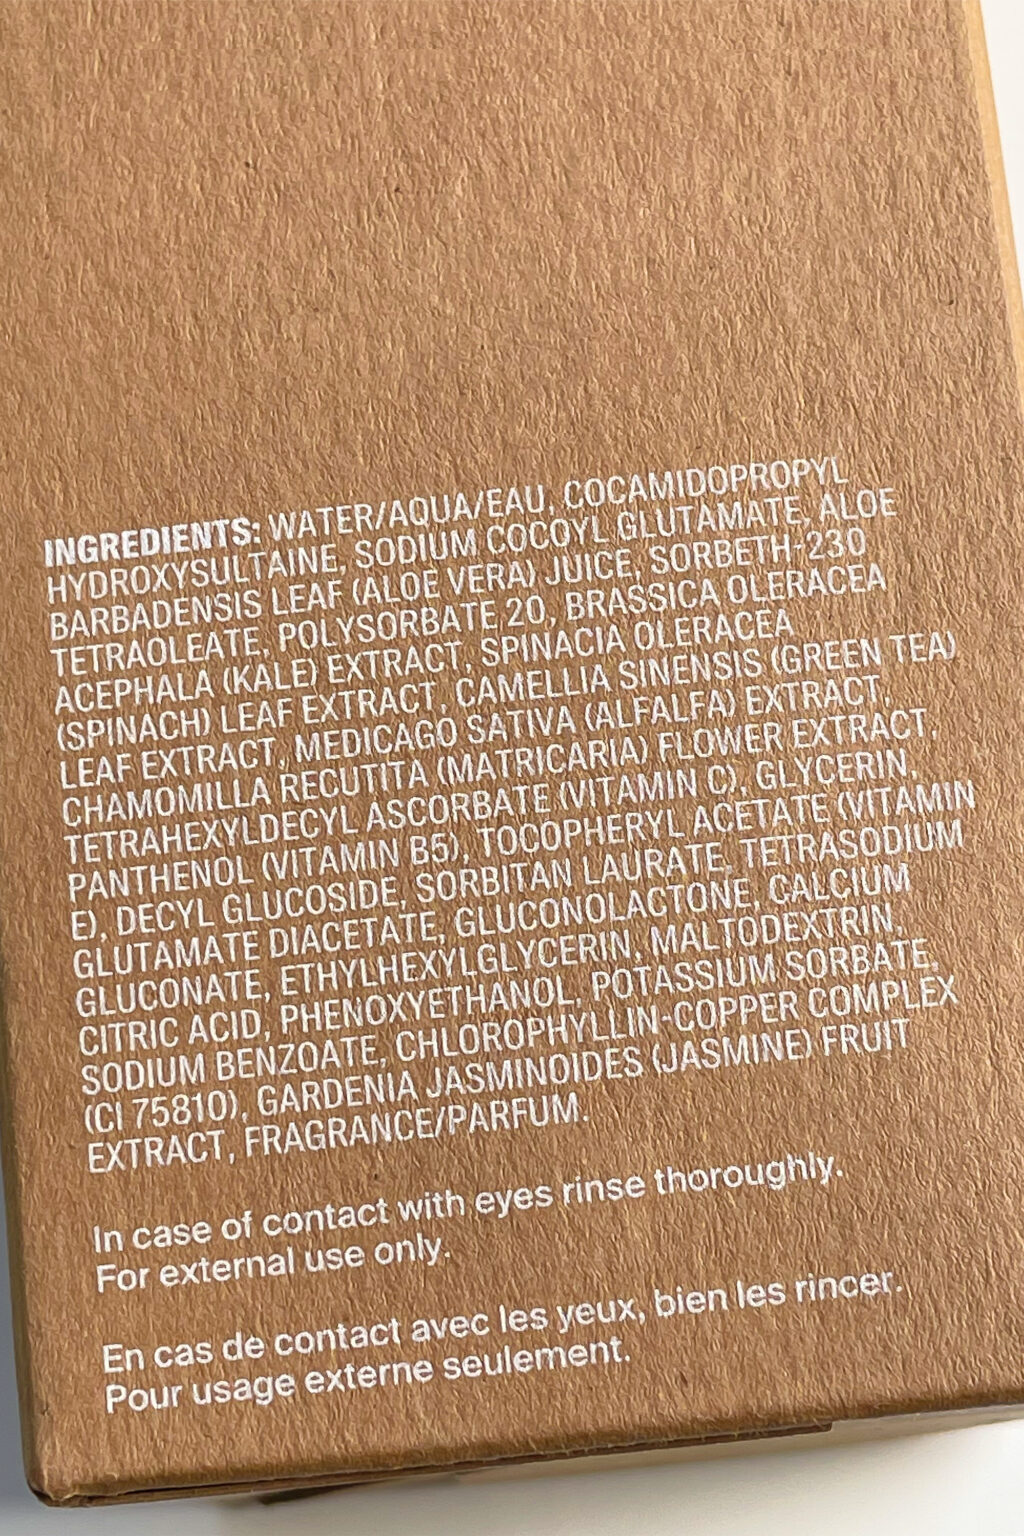 INGREDIENTS: WATER/AQUA/EAU, COCAMIDOPROPYL
HYDROXYSULTAINE, SODIUM COCOYL GLUTAMATE, ALOE
BARBADENSIS LEAF (ALOE VERA) JUICE, SORBETH-230
TETRAOLEATE, POLYSORBATE 20, BRASSICA OLERACEA
ACEPHALA (KALE) EXTRACT, SPINACIA OLERACEA
(SPINACH) LEAF EXTRACT, CAMELLIA SINENSIS (GREEN TEA)
LEAF EXTRACT, MEDICAGO SATIVA (ALFALFA) EXTRACT,
CHAMOMILLA RECUTITA (MATRICARIA) FLOWER EXTRACT,
TETRAHEXYLDECYL ASCORBATE (VITAMIN C), GLYCERIN,
PANTHENOL (VITAMIN B5), TOCOPHERYL ACETATE (VITAMIN
E), DECYL GLUCOSIDE, SORBITAN LAURATE, TETRASODIUM
GLUTAMATE DIACETATE, GLUCONOLACTONE, CALCIUM
GLUCONATE, ETHYLHEXYLGLYCERIN, MALTODEXTRIN,
CITRIC ACID, PHENOXYETHANOL, POTASSIUM SORBATE,
SODIUM BENZOATE, CHLOROPHYLLIN-COPPER COMPLEX
(CI 75810), GARDENIA JASMINOIDES (JASMINE) FRUIT
EXTRACT, FRAGRANCE/PARFUM.
In case of contact with eyes rinse thoroughly.
For external use only.
En cas de contact avec les yeux, bien les rincer.
Pour usage externe seulement.